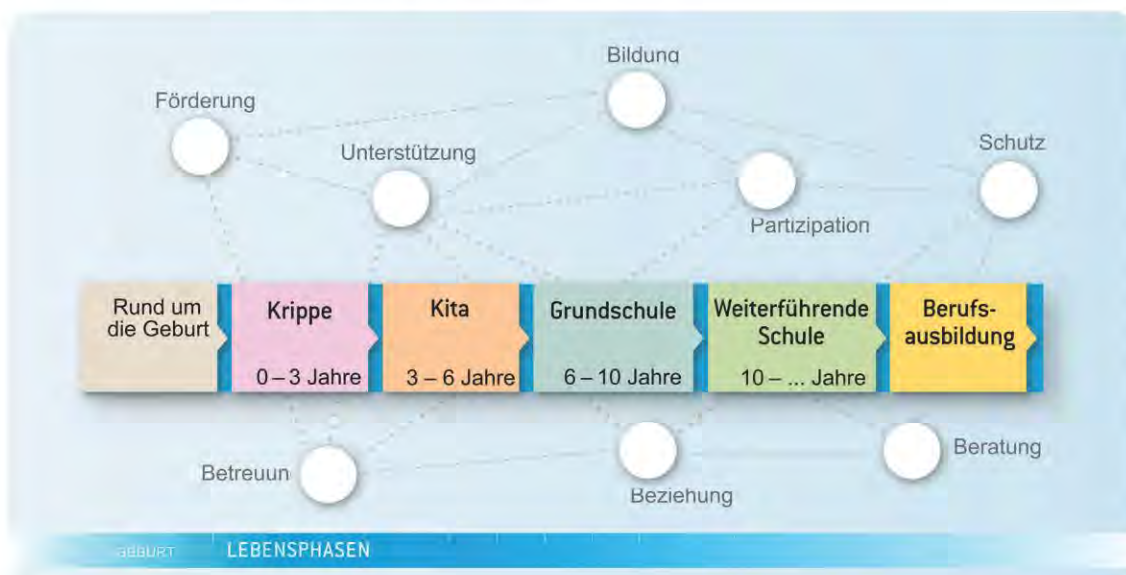 Bildung
Förderung
Unterstützung
Schutz
Partizipation
Rund um
die Geburt
Krippe
0 – 3 Jahre
Kita
3 – 6 Jahre
Grundschule
6 – 10 Jahre
Weiterführende
Schule
10 – ... Jahre
Berufs-
ausbildung
Betreuun
Beziehung
Beratung
GEBURT
LEBENSPHASEN